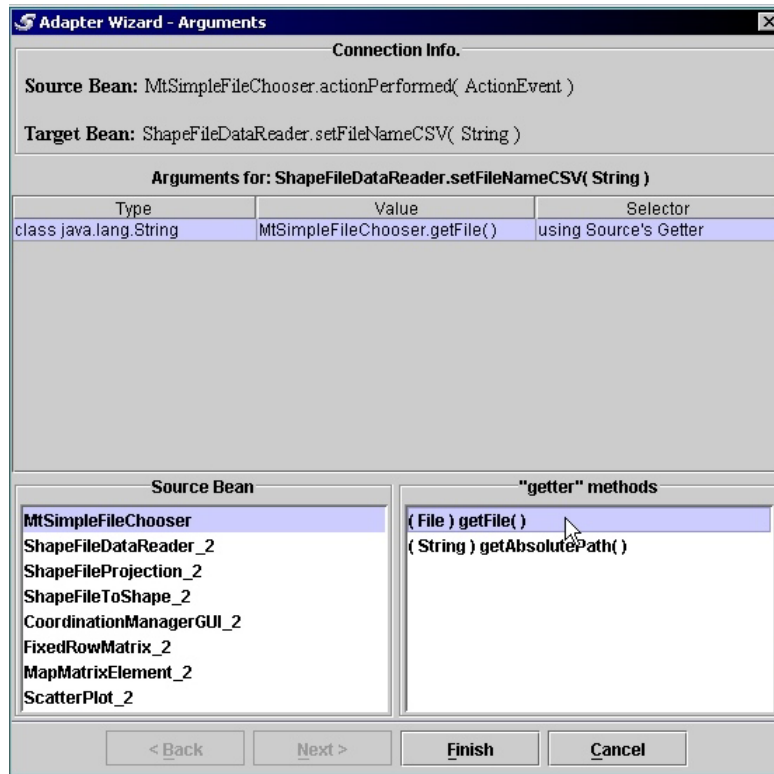 Adapter Wizard - Arguments
Connection Info.
Source Bean: MtSimpleFileChooser.actionPerformed( ActionEvent )
Target Bean: ShapeFileDataReader.setFileNameCSV( String )
Arguments for: ShapeFileDataReader.setFileNameCSV( String )
Type Value Selector
class java.lang.String MtSimpleFileChooser.getFile( ) using Source's Getter
Source Bean
MtSimpleFileChooser
ShapeFileDataReader_2
ShapeFileProjection_2
ShapeFileToShape_2
CoordinationManagerGUI_2
FixedRowMatrix_2
MapMatrixElement_2
ScatterPlot_2
"getter" methods
( File ) getFile( )
( String ) getAbsolutePath( )
< Back Next > Finish Cancel